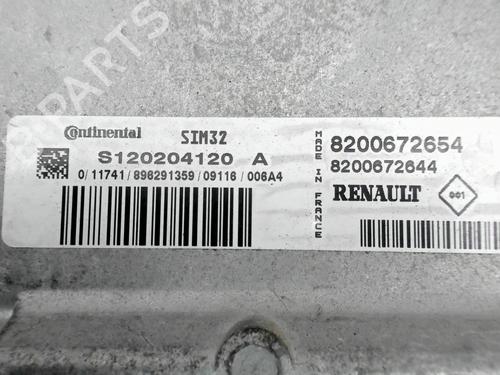 Continental SIM32
S120204120 A
0/11741/896291359/09116/006A4
MADE IN FRANCE
8200672654
8200672644
RENAULT
001